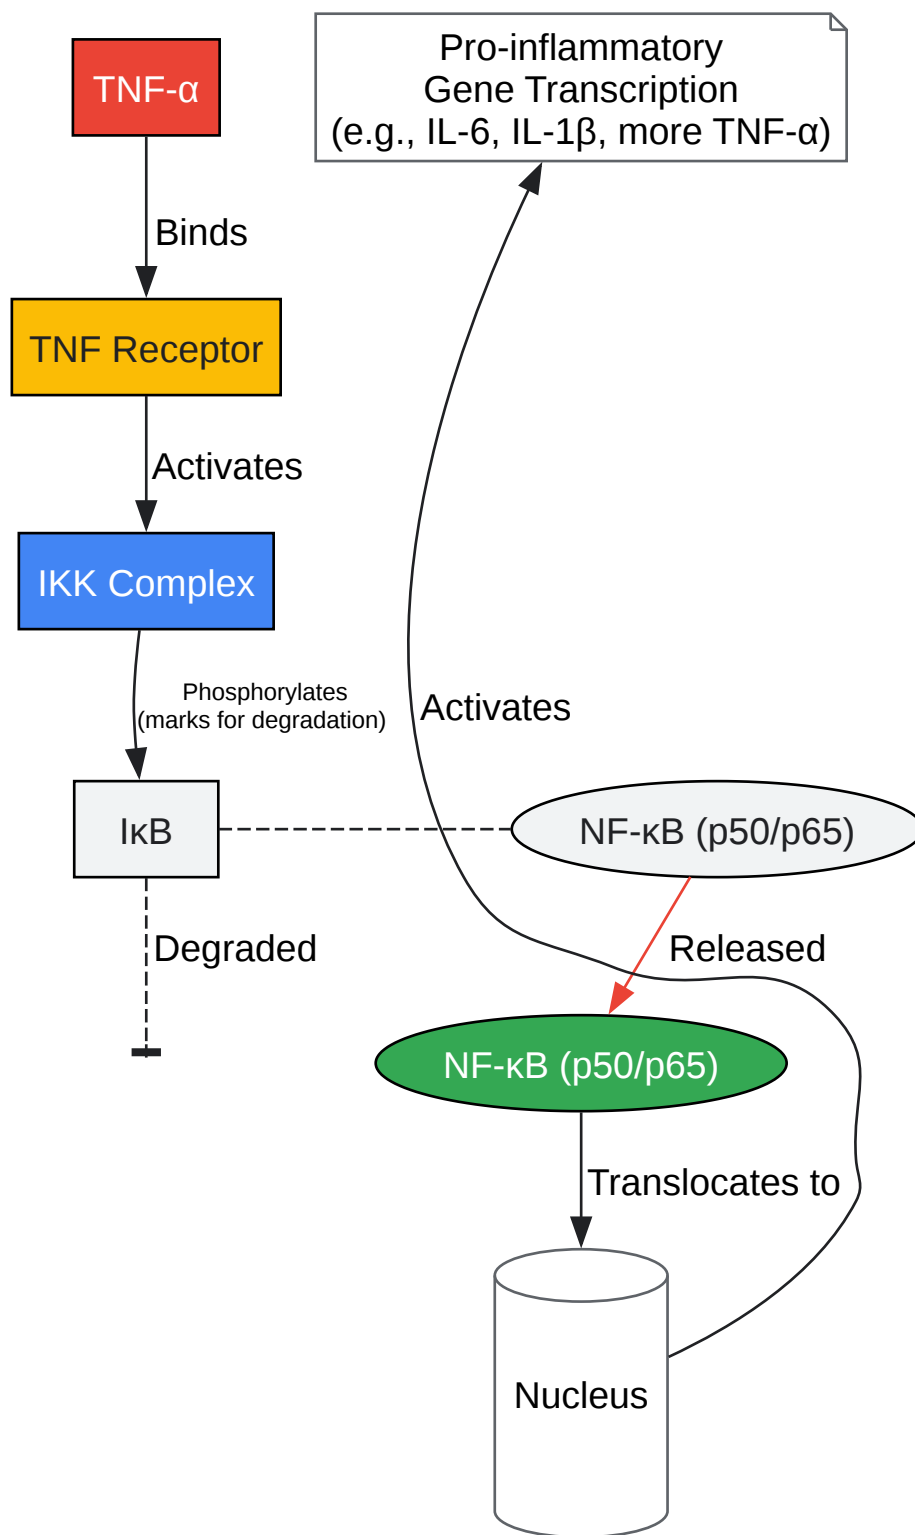 TNF-α
Pro-inflammatory
Gene Transcription
(e.g., IL-6, IL-1β, more TNF-α)
Binds
TNF Receptor
Activates
IKK Complex
Phosphorylates
(marks for degradation)
Activates
IκB
NF-κB (p50/p65)
Degraded
Released
NF-κB (p50/p65)
Translocates to
Nucleus